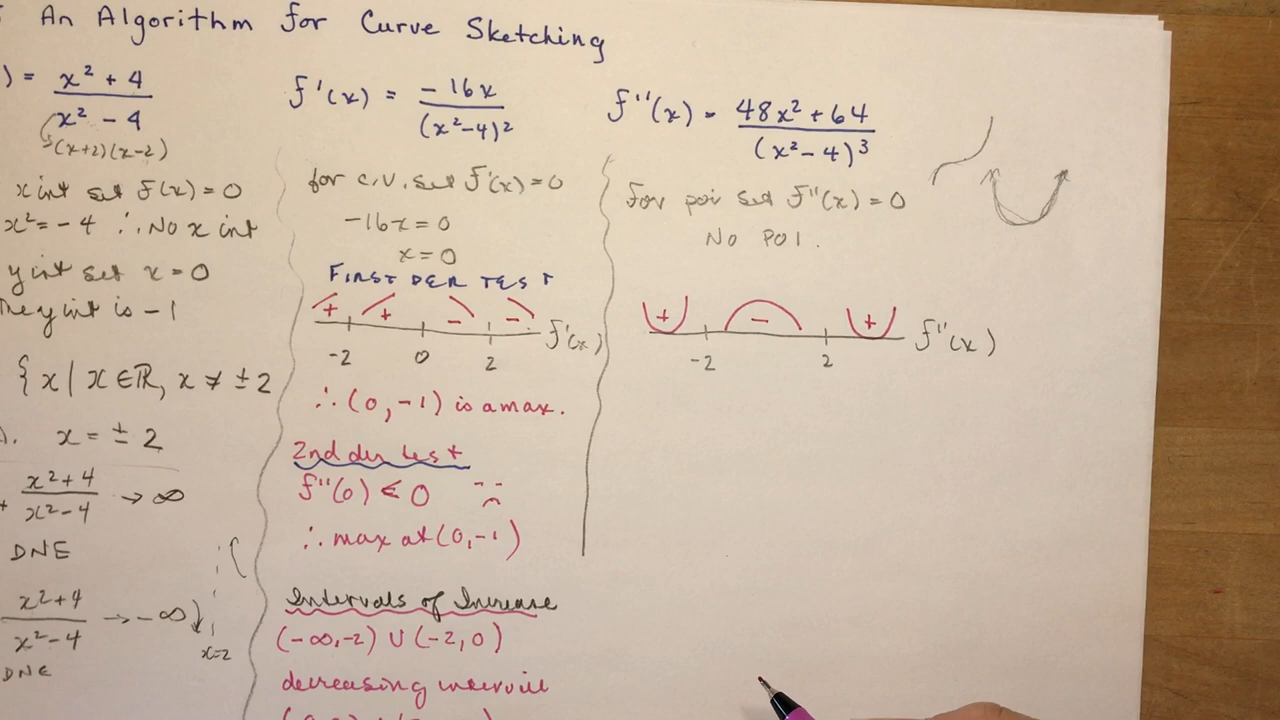 An Algorithm for Curve Sketching
) = x² + 4 / x² - 4
(x+2)(x-2)
x int set f(x) = 0
x² = -4 ∴ No x int
y int set x = 0
y int is -1
{x | x ∈ ℝ, x ≠ ± 2
x = ± 2
x²+4 / x²-4 → ∞
DNE
x²+4 / x²-4 → -∞
x=2
DNE
f'(x) = -16x / (x²-4)²
for c.v. set f'(x) = 0
-16x = 0
x = 0
FIRST DER TEST
+ + - - f'(x)
-2 0 2
∴ (0, -1) is a max.
2nd der test
f''(0) < 0
∴ max at (0, -1)
Intervals of Increase
(-∞, -2) ∪ (-2, 0)
decreasing
f''(x) = 48x² + 64 / (x² - 4)³
For poi set f''(x) = 0
No POI.
+ - + f''(x)
-2 2